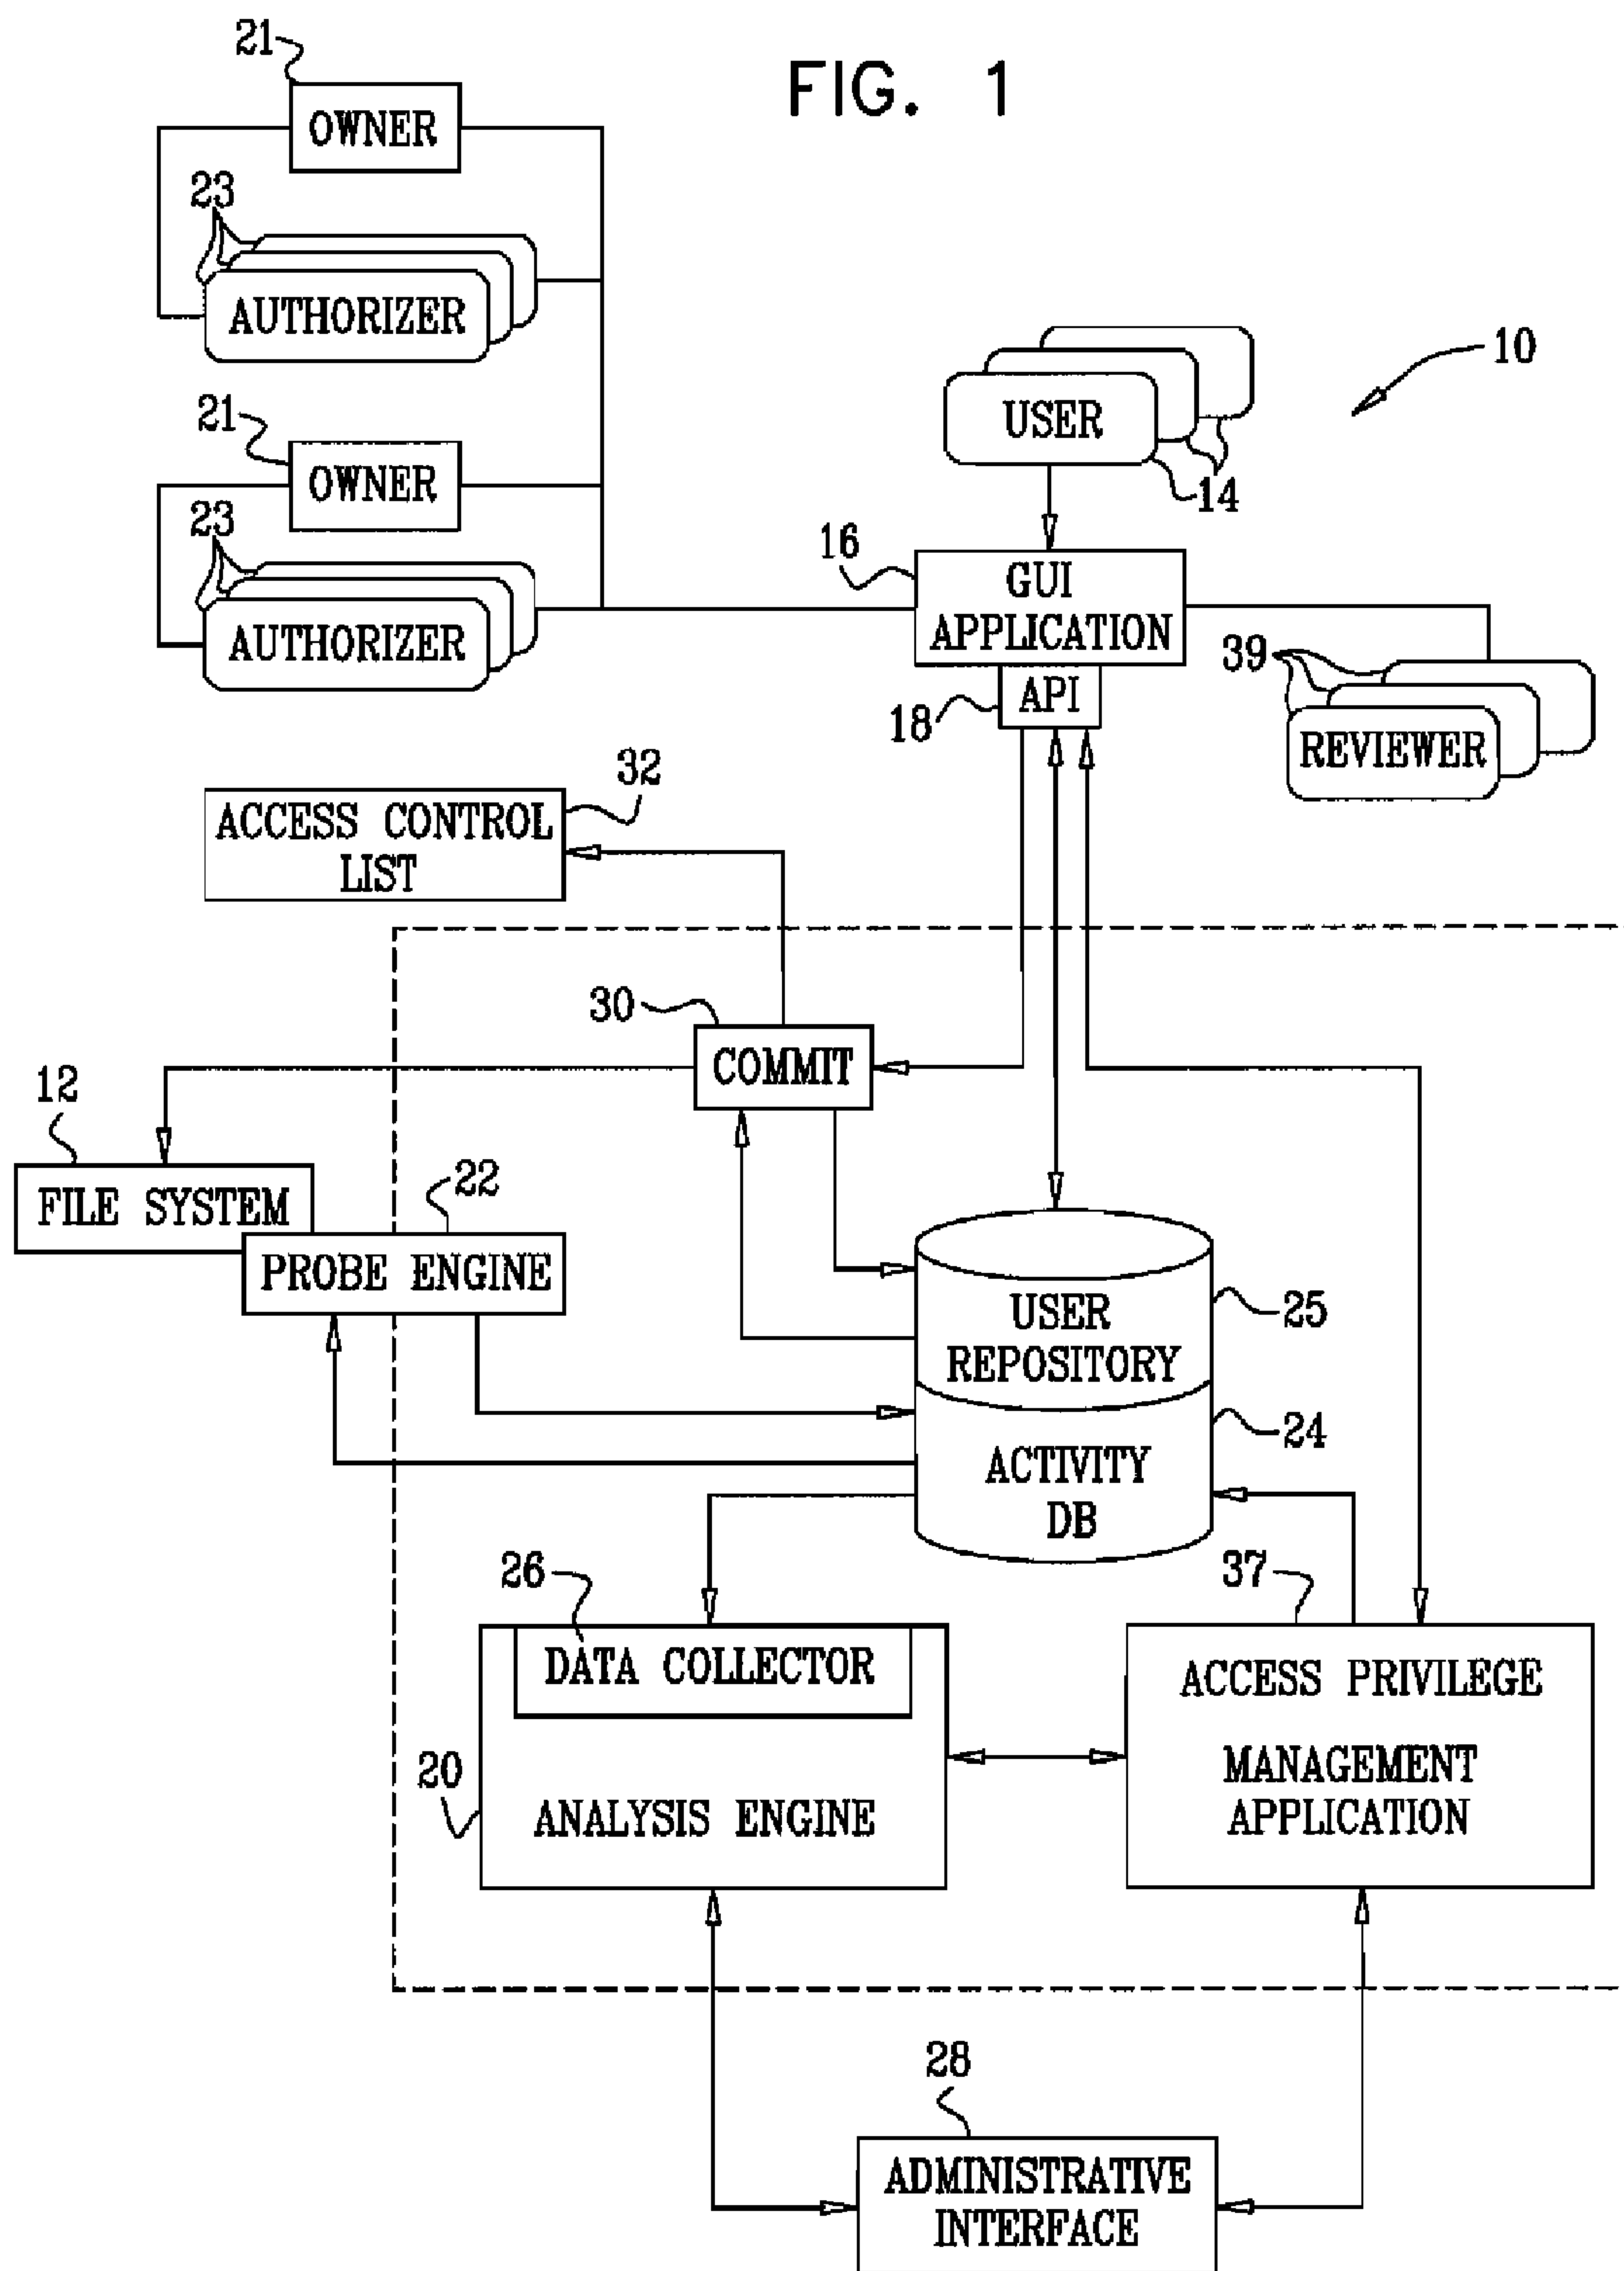 FIG. 1
21
OWNER
23
AUTHORIZER
21
OWNER
23
AUTHORIZER
USER
14
10
16
GUI
APPLICATION
18
API
39
REVIEWER
32
ACCESS CONTROL
LIST
30
COMMIT
12
FILE SYSTEM
22
PROBE ENGINE
USER
REPOSITORY
25
ACTIVITY
DB
24
26
DATA COLLECTOR
20
ANALYSIS ENGINE
37
ACCESS PRIVILEGE
MANAGEMENT
APPLICATION
28
ADMINISTRATIVE
INTERFACE